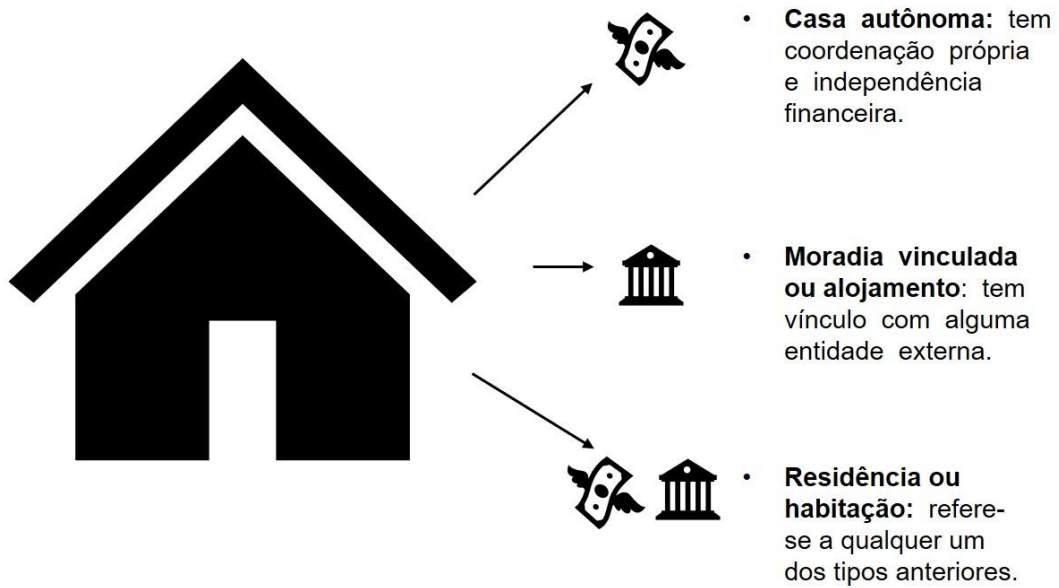 • Casa autônoma: tem
coordenação própria
e independência
financeira.
• Moradia vinculada
ou alojamento: tem
vínculo com alguma
entidade externa.
• Residência ou
habitação: refere-
se a qualquer um
dos tipos anteriores.